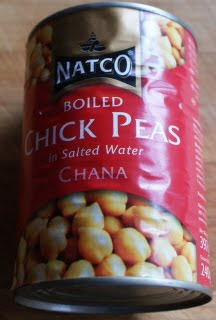 NATCO
BOILED
CHICK PEAS
in Salted Water
CHANA